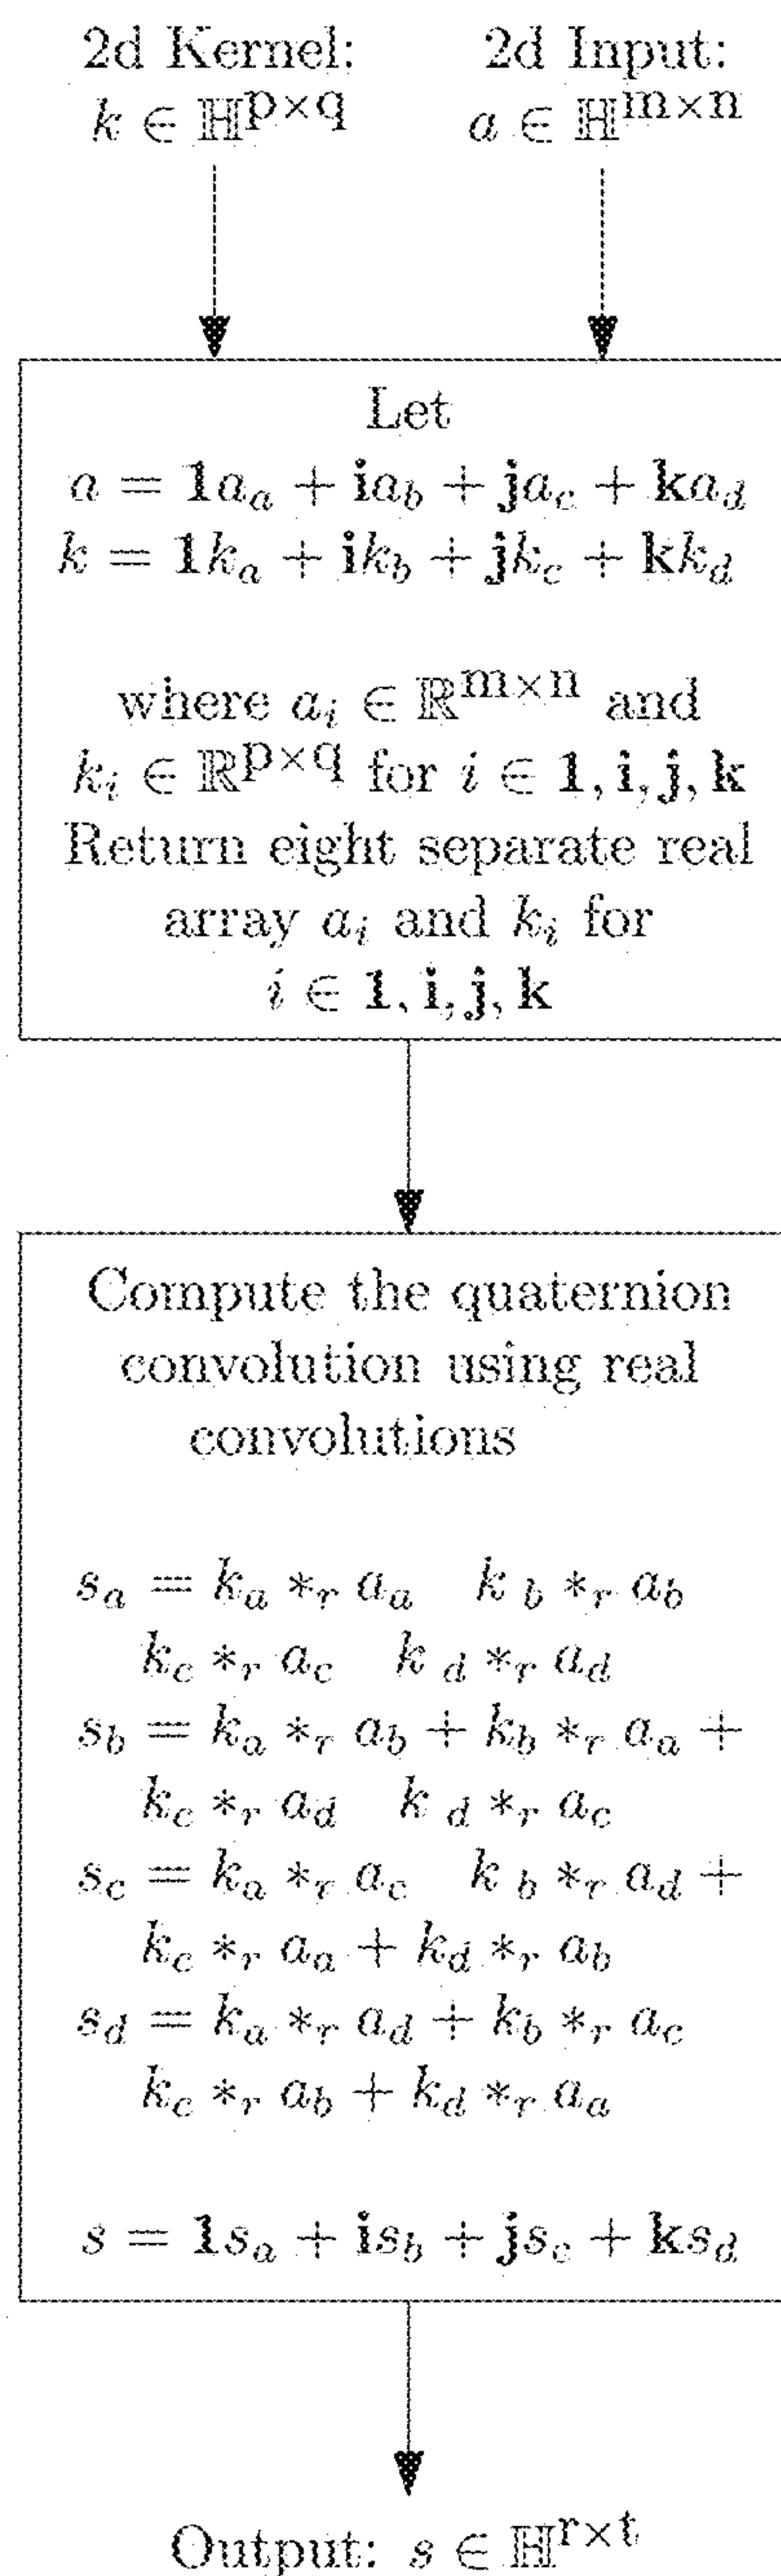 2d Kernel: 2d Input:
k ∈ ℍ^{p×q} a ∈ ℍ^{m×n}
Let
a = 1a_a + ia_b + ja_c + ka_d
k = 1k_a + ik_b + jk_c + kk_d
where a_i ∈ ℝ^{m×n} and
k_i ∈ ℝ^{p×q} for i ∈ 1, i, j, k
Return eight separate real
array a_i and k_i for
i ∈ 1, i, j, k
Compute the quaternion
convolution using real
convolutions
s_a = k_a *_r a_a k_b *_r a_b
k_c *_r a_c k_d *_r a_d
s_b = k_a *_r a_b + k_b *_r a_a +
k_c *_r a_d k_d *_r a_c
s_c = k_a *_r a_c k_b *_r a_d +
k_c *_r a_a + k_d *_r a_b
s_d = k_a *_r a_d + k_b *_r a_c
k_c *_r a_b + k_d *_r a_a
s = 1s_a + is_b + js_c + ks_d
Output: s ∈ ℍ^{r×t}